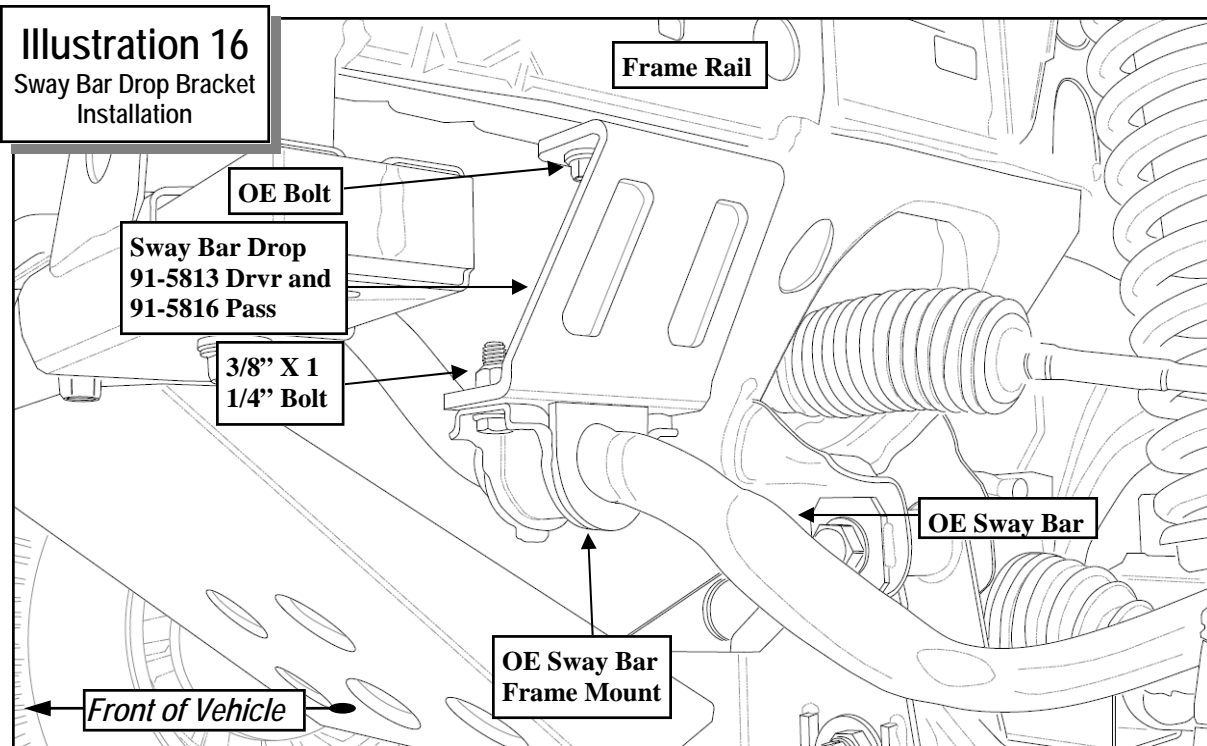 Illustration 16
Sway Bar Drop Bracket
Installation
Frame Rail
OE Bolt
Sway Bar Drop
91-5813 Drvr and
91-5816 Pass
3/8” X 1
1/4” Bolt
OE Sway Bar
OE Sway Bar
Frame Mount
Front of Vehicle